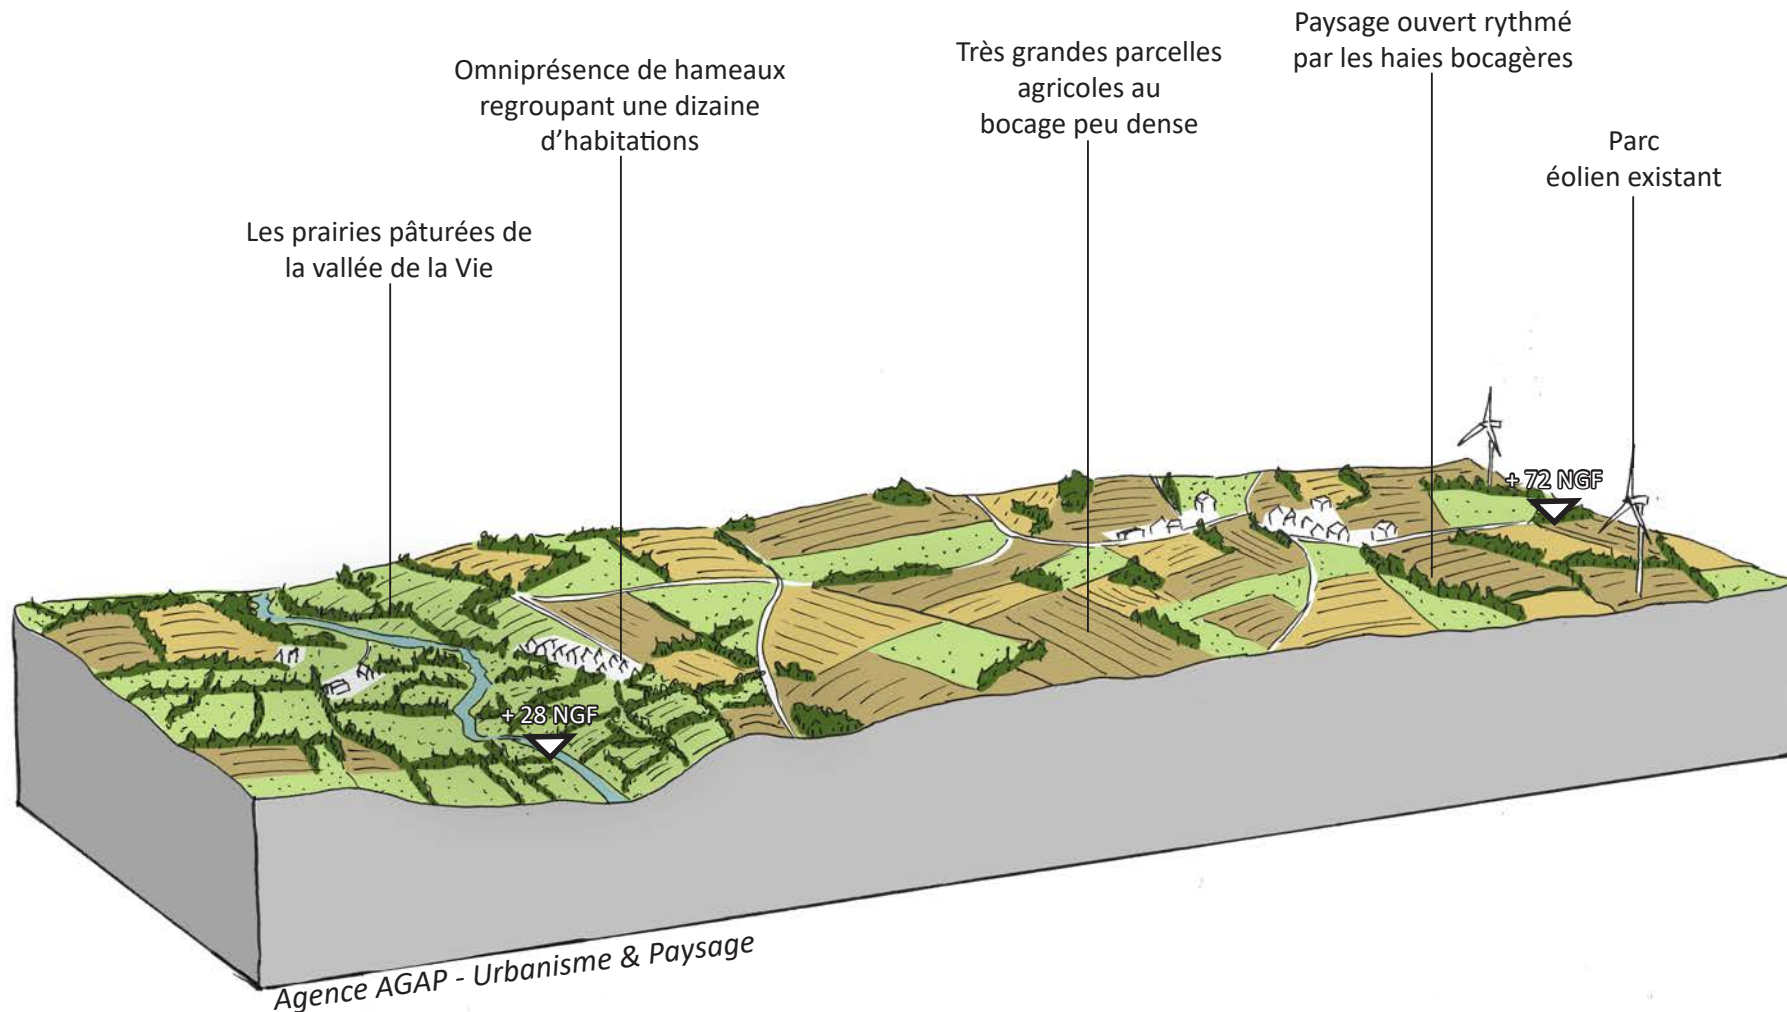 Paysage ouvert rythmé
par les haies bocagères
Très grandes parcelles
agricoles au
bocage peu dense
Omniprésence de hameaux
regroupant une dizaine
d'habitations
Parc
éolien existant
Les prairies pâturées de
la vallée de la Vie
+ 72 NGF
+ 28 NGF
Agence AGAP - Urbanisme & Paysage